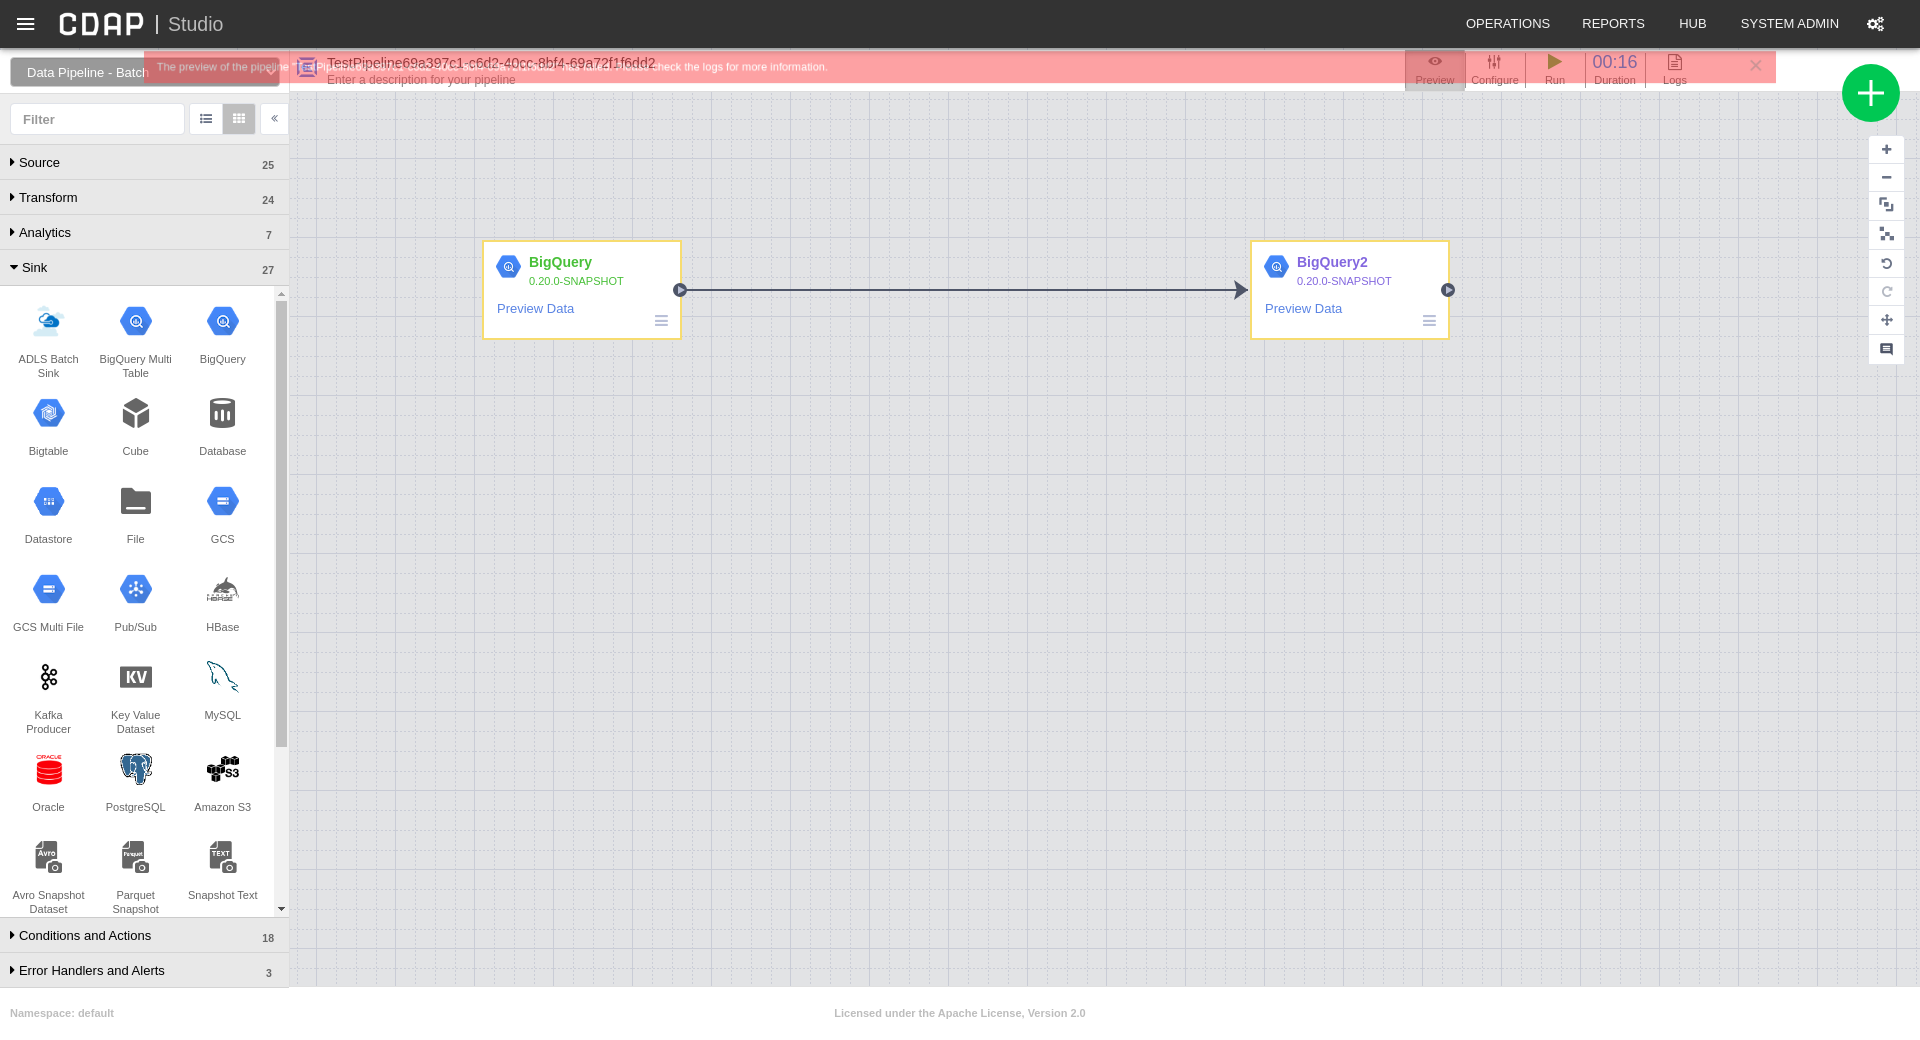 CDAP | Studio
OPERATIONS
REPORTS
HUB
SYSTEM ADMIN
Data Pipeline - Batch
The preview of the pipeline
check the logs for more information.
TestPipeline69a397c1-c6d2-40cc-8bf4-69a72f1f6dd2
Enter a description for your pipeline
Preview
Configure
Run
00:16
Duration
Logs
Filter
Source 25
Transform 24
Analytics 7
Sink 27
ADLS Batch
Sink
BigQuery Multi
Table
BigQuery
Bigtable
Cube
Database
Datastore
File
GCS
GCS Multi File
Pub/Sub
HBase
Kafka
Producer
KV
Key Value
Dataset
MySQL
ORACLE
Oracle
PostgreSQL
S3
Amazon S3
Avro
Avro Snapshot
Dataset
Parquet
Parquet
Snapshot
TEXT
Snapshot Text
Conditions and Actions 18
Error Handlers and Alerts 3
BigQuery
0.20.0-SNAPSHOT
Preview Data
BigQuery2
0.20.0-SNAPSHOT
Preview Data
Namespace: default
Licensed under the Apache License, Version 2.0